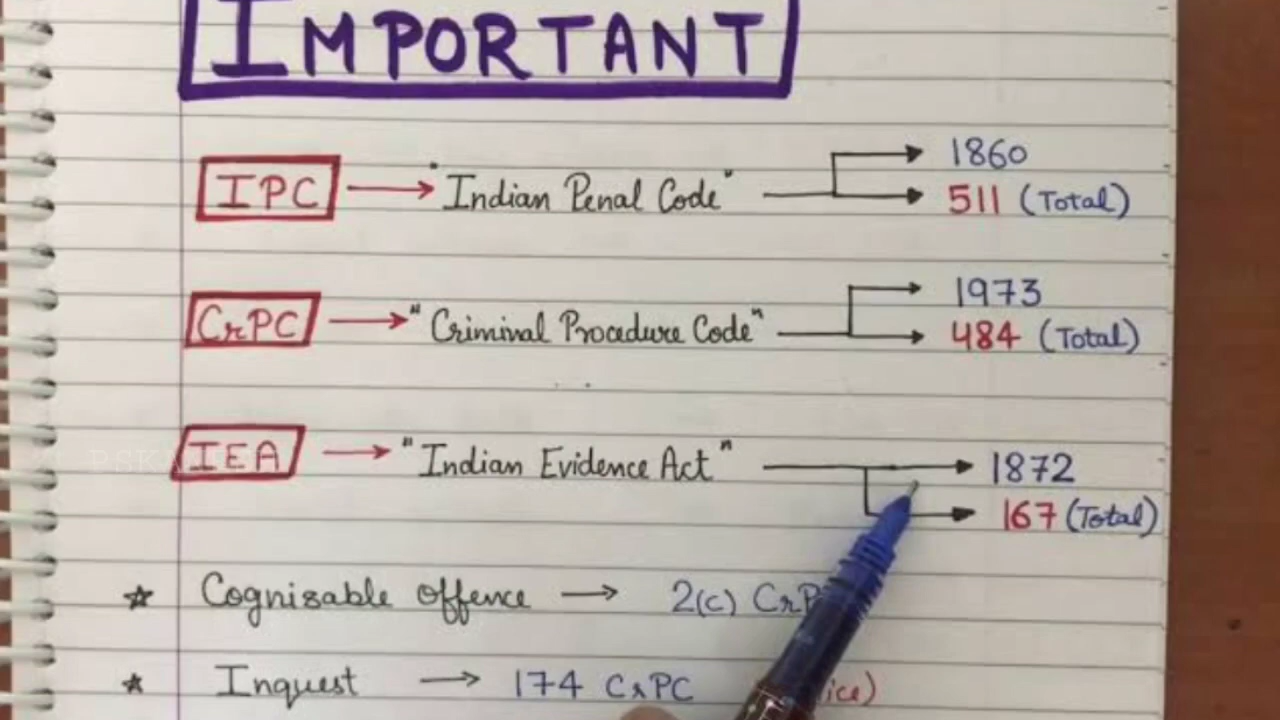 IMPORTANT
IPC → "Indian Penal Code" → 1860
→ 511 (Total)
CrPC → "Criminal Procedure Code" → 1973
→ 484 (Total)
IEA → "Indian Evidence Act" → 1872
→ 167 (Total)
☆ Cognisable offence → 2(c)
☆ Inquest → 174 CrPC